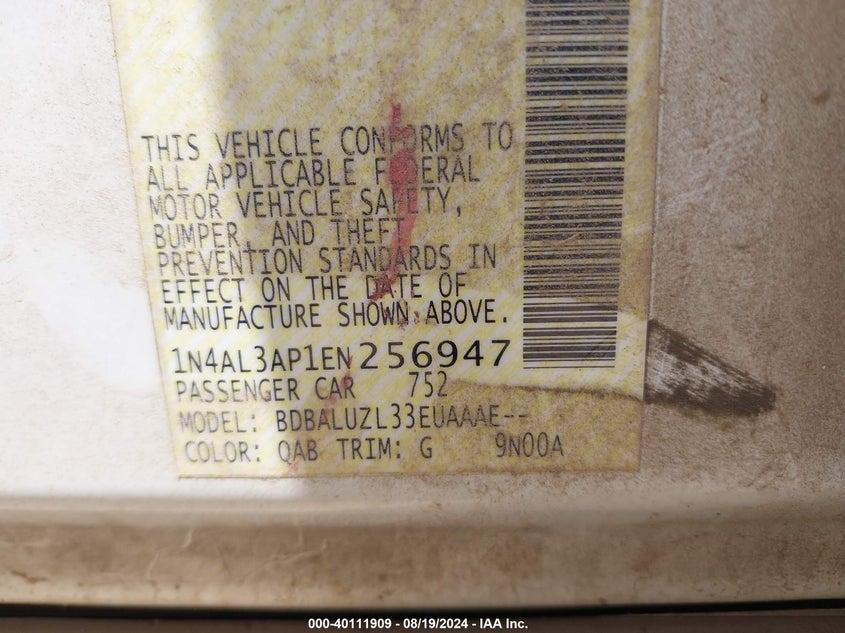 THIS VEHICLE CONFORMS TO
ALL APPLICABLE FEDERAL
MOTOR VEHICLE SAFETY,
BUMPER, AND THEFT
PREVENTION STANDARDS IN
EFFECT ON THE DATE OF
MANUFACTURE SHOWN ABOVE.
1N4AL3AP1EN256947
PASSENGER CAR 752
MODEL: BDBALUZL33EUAAAE--
COLOR: QAB TRIM: G 9N00A
000-40111909 - 08/19/2024 - IAA Inc.